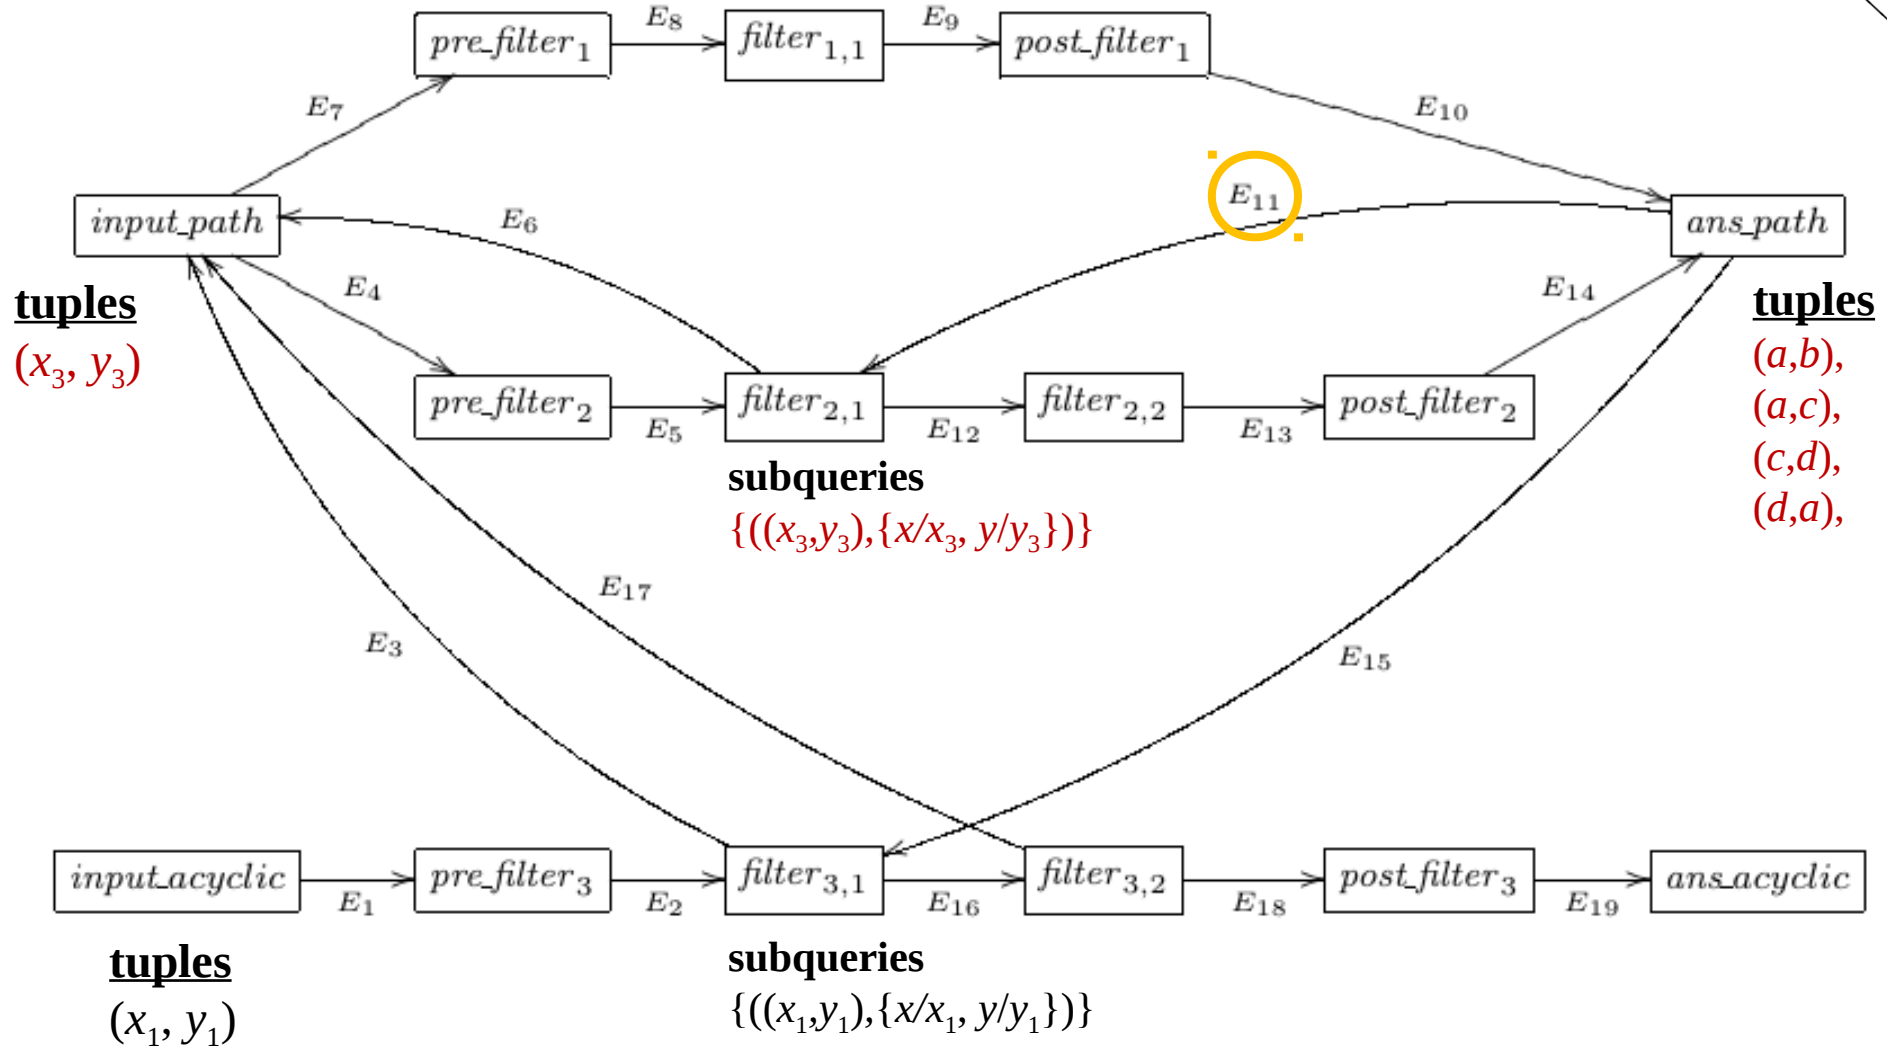 E8 E9
pre_filter1 filter1,1 post_filter1
E7 E10
E11
input_path E6 ans_path
E4 E14
tuples
(x3, y3)
tuples
(a,b),
(a,c),
(c,d),
(d,a),
pre_filter2 filter2,1 filter2,2 post_filter2
E5 E12 E13
subqueries
{((x3,y3),{x/x3, y/y3})}
E17
E3 E15
input_acyclic pre_filter3 filter3,1 filter3,2 post_filter3 ans_acyclic
E1 E2 E16 E18 E19
tuples
(x1, y1)
subqueries
{((x1,y1),{x/x1, y/y1})}